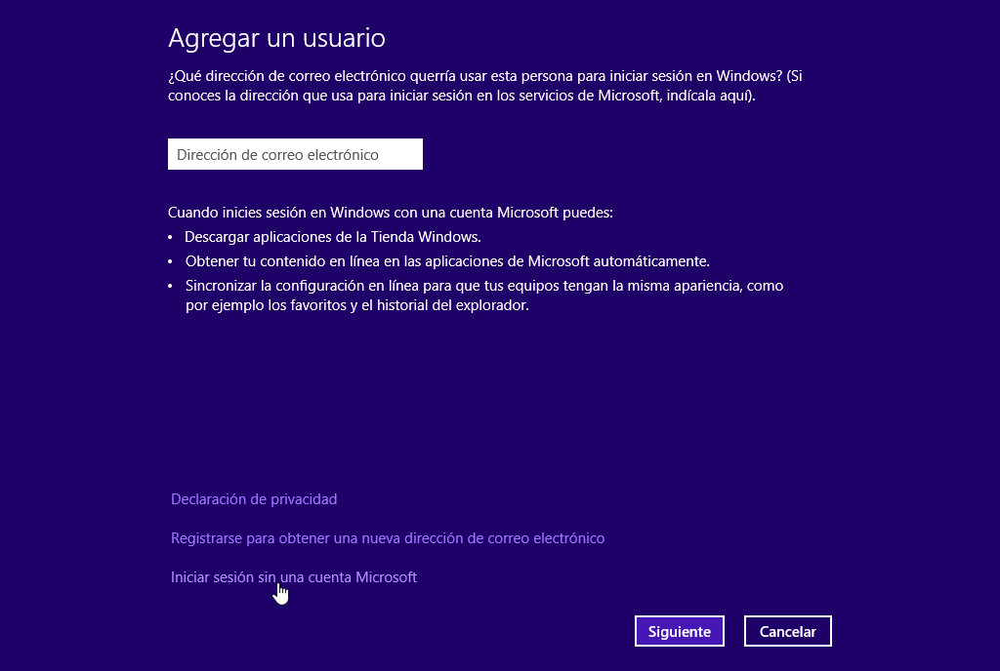 Agregar un usuario
¿Qué dirección de correo electrónico querría usar esta persona para iniciar sesión en Windows? (Si
conoces la dirección que usa para iniciar sesión en los servicios de Microsoft, indícala aquí).
Dirección de correo electrónico
Cuando inicies sesión en Windows con una cuenta Microsoft puedes:
• Descargar aplicaciones de la Tienda Windows.
• Obtener tu contenido en línea en las aplicaciones de Microsoft automáticamente.
• Sincronizar la configuración en línea para que tus equipos tengan la misma apariencia, como
por ejemplo los favoritos y el historial del explorador.
Declaración de privacidad
Registrarse para obtener una nueva dirección de correo electrónico
Iniciar sesión sin una cuenta Microsoft
Siguiente Cancelar